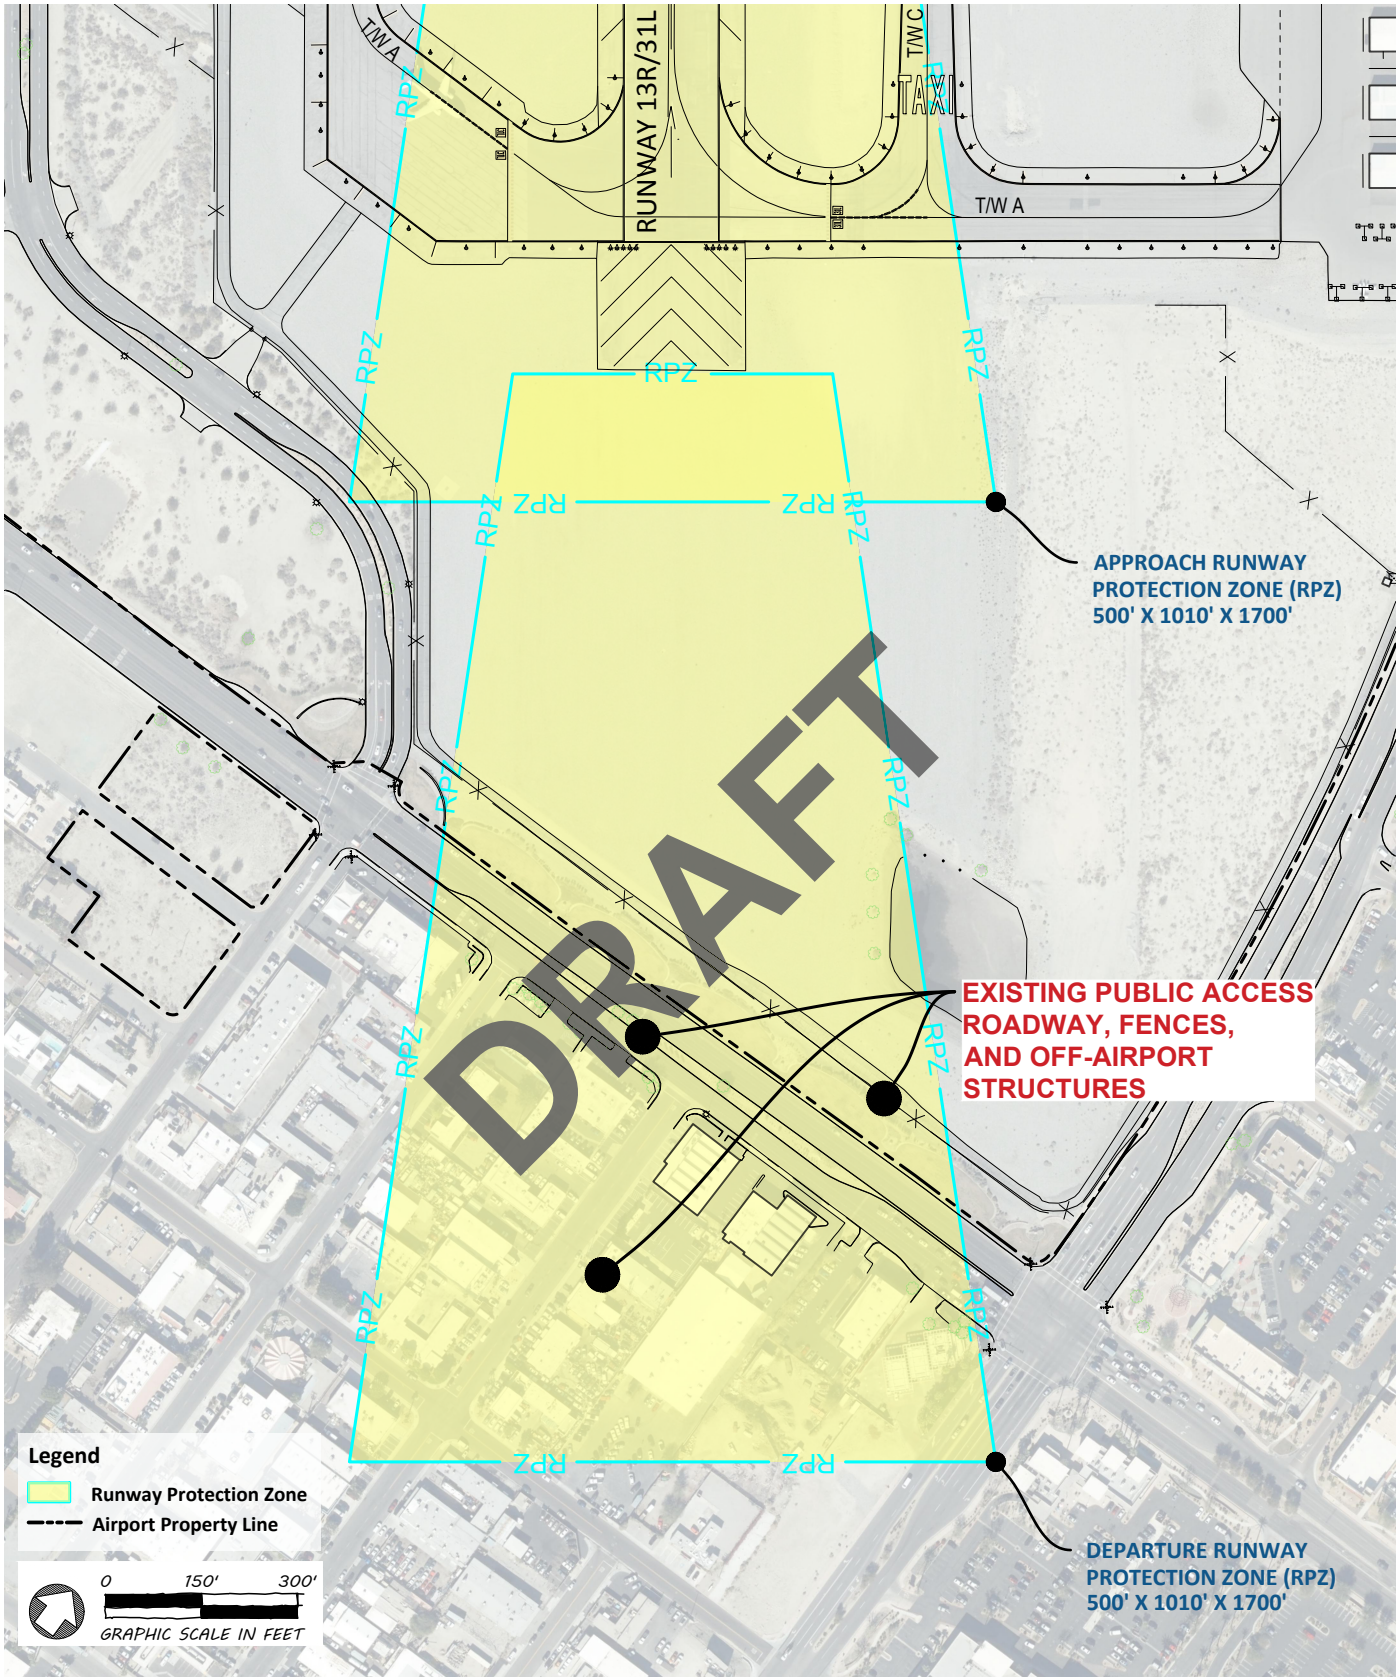 T/W A
RUNWAY 13R/31L
T/W C
RPZ
RPZ
TAXI
T/W A
RPZ
RPZ
RPZ
RPZ
RPZ
RPZ
RPZ
APPROACH RUNWAY
PROTECTION ZONE (RPZ)
500' X 1010' X 1700'
DRAFT
RPZ
RPZ
EXISTING PUBLIC ACCESS
ROADWAY, FENCES,
AND OFF-AIRPORT
STRUCTURES
RPZ
RPZ
RPZ
RPZ
RPZ
RPZ
Legend
Runway Protection Zone
Airport Property Line
0 150' 300'
GRAPHIC SCALE IN FEET
DEPARTURE RUNWAY
PROTECTION ZONE (RPZ)
500' X 1010' X 1700'